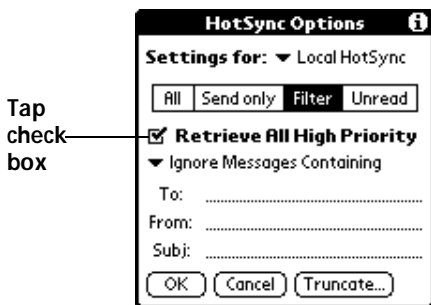 HotSync Options i
Settings for: Local HotSync
All Send only Filter Unread
Tap
check
box
Retrieve All High Priority
Ignore Messages Containing
To:
From:
Subj:
OK Cancel Truncate...